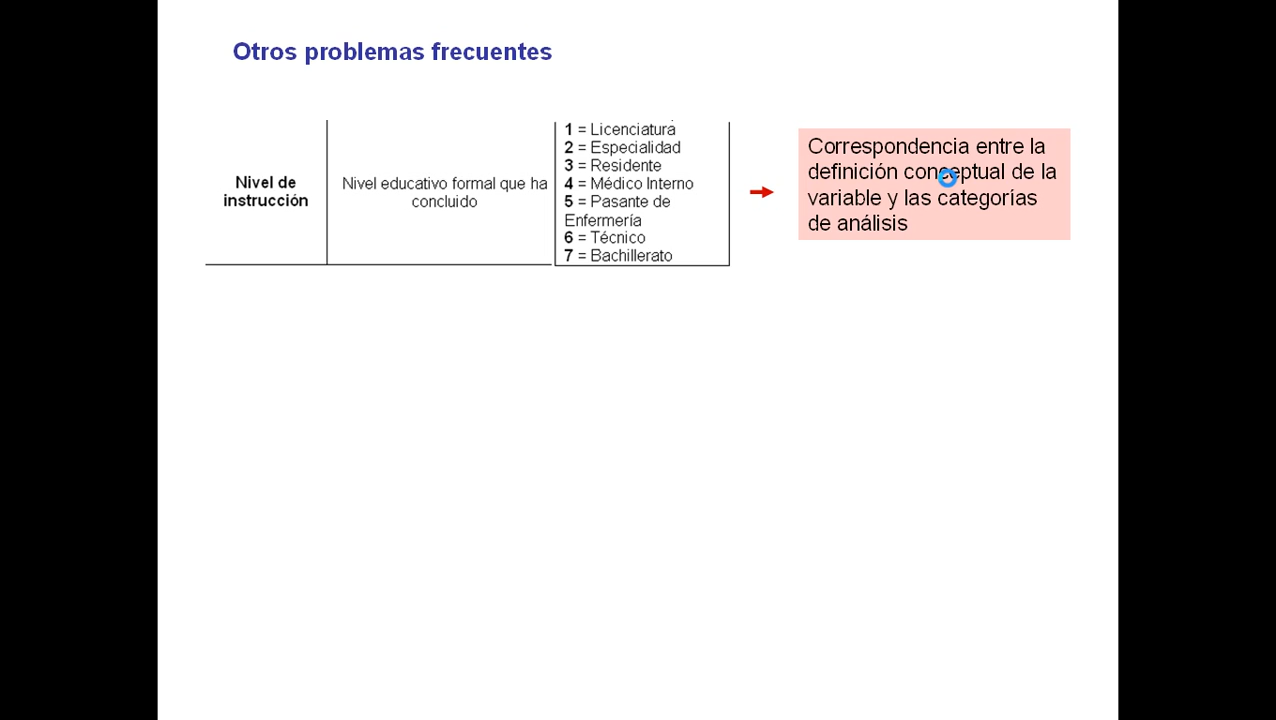 Otros problemas frecuentes
Nivel de
instrucción
Nivel educativo formal que ha
concluido
1 = Licenciatura
2 = Especialidad
3 = Residente
4 = Médico Interno
5 = Pasante de
Enfermería
6 = Técnico
7 = Bachillerato
Correspondencia entre la
definición conceptual de la
variable y las categorías
de análisis